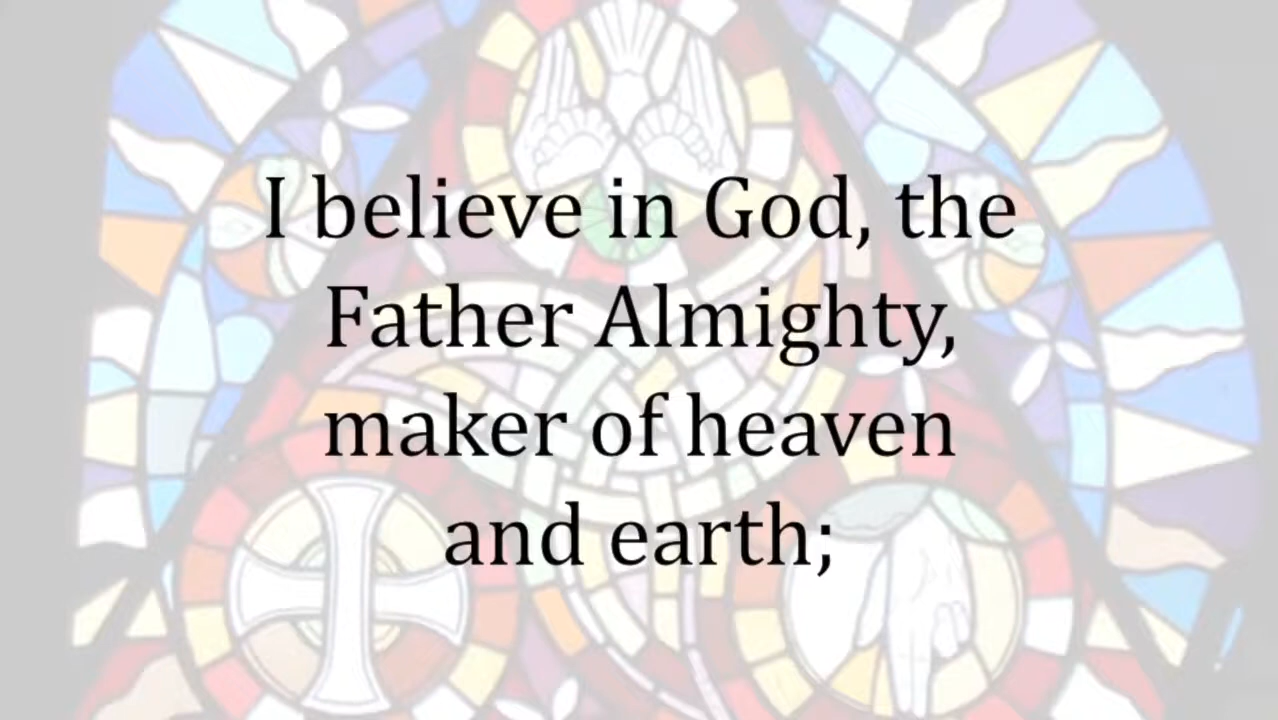 I believe in God, the
Father Almighty,
maker of heaven
and earth;